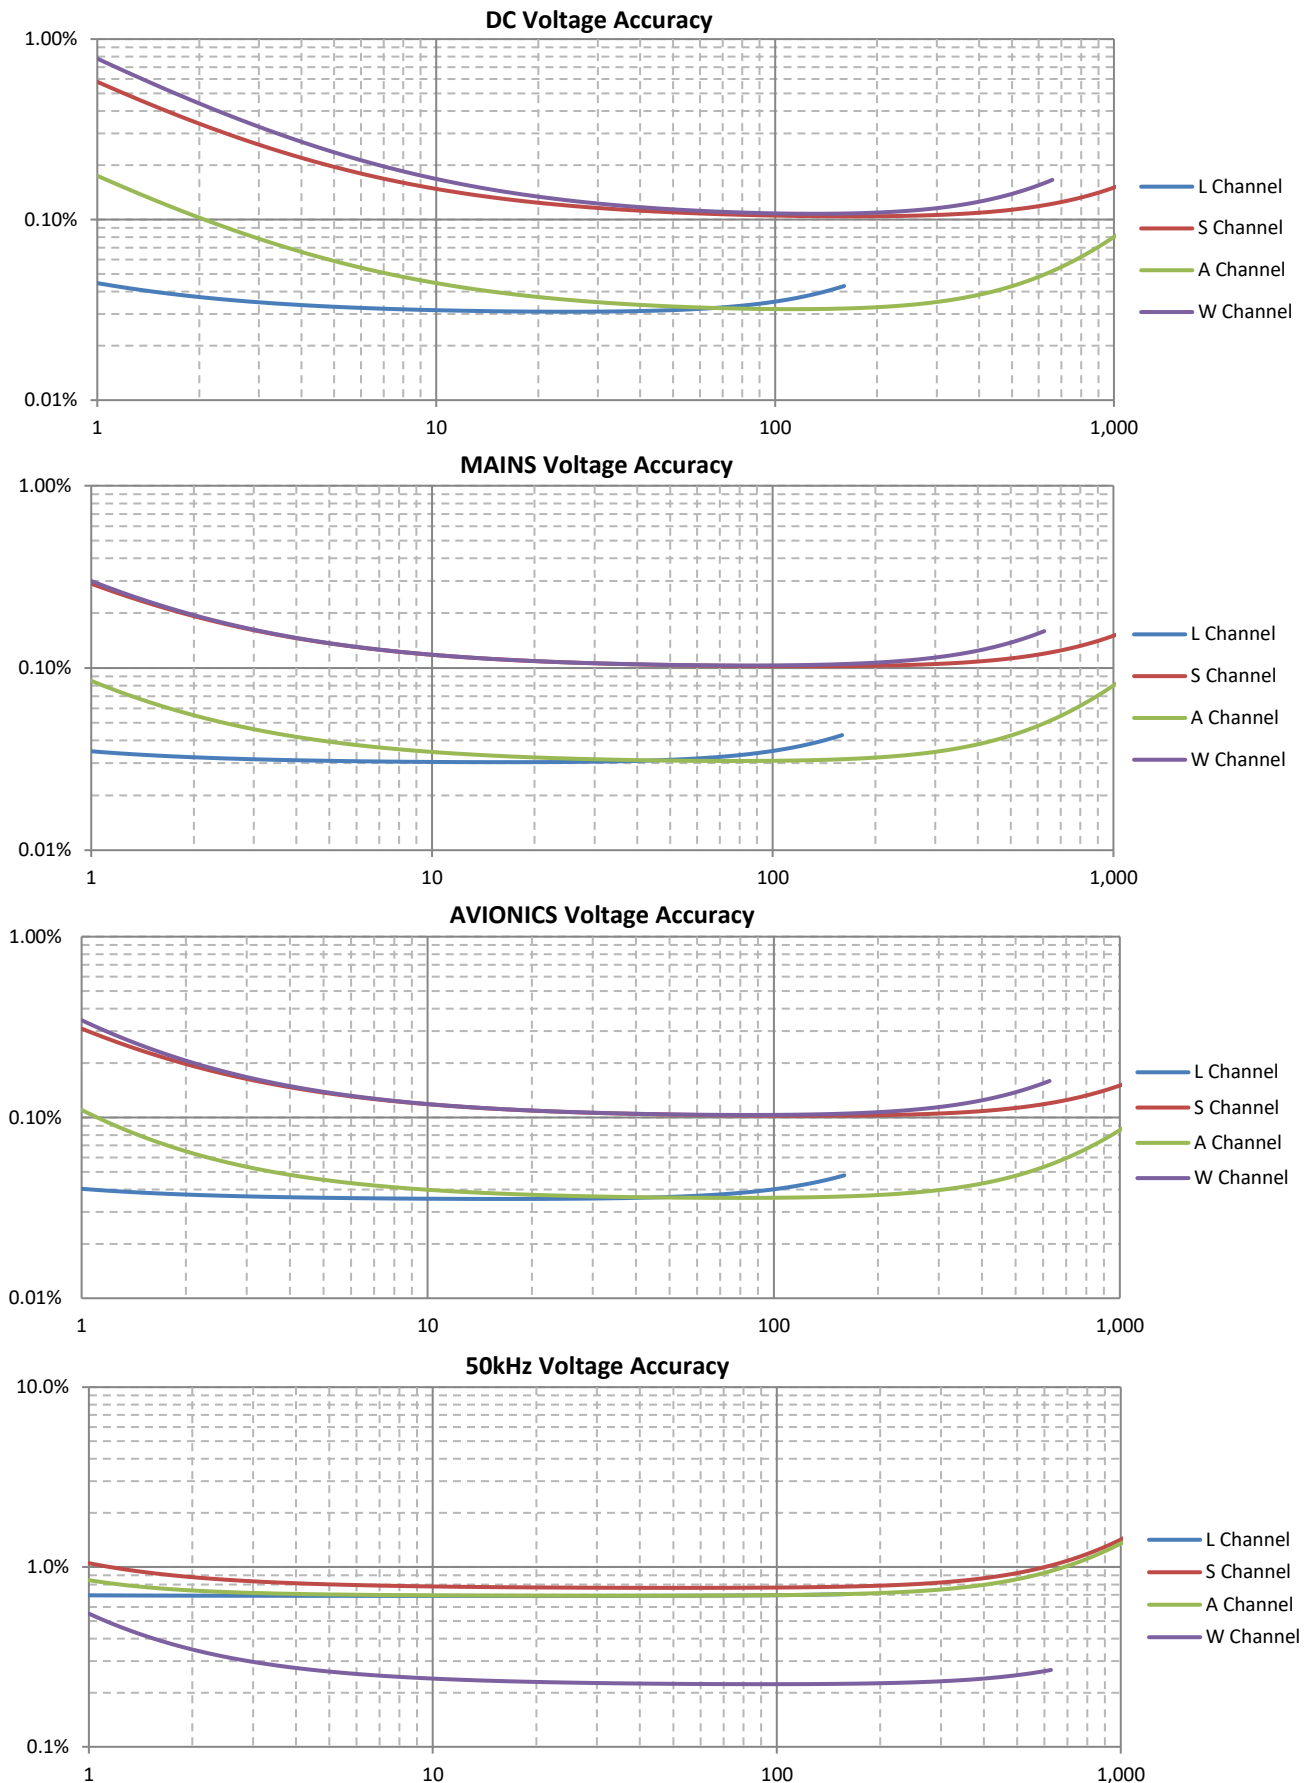 DC Voltage Accuracy
1.00%
0.10%
0.01%
1 10 100 1,000
L Channel
S Channel
A Channel
W Channel
MAINS Voltage Accuracy
1.00%
0.10%
0.01%
1 10 100 1,000
L Channel
S Channel
A Channel
W Channel
AVIONICS Voltage Accuracy
1.00%
0.10%
0.01%
1 10 100 1,000
L Channel
S Channel
A Channel
W Channel
50kHz Voltage Accuracy
10.0%
1.0%
0.1%
1 10 100 1,000
L Channel
S Channel
A Channel
W Channel